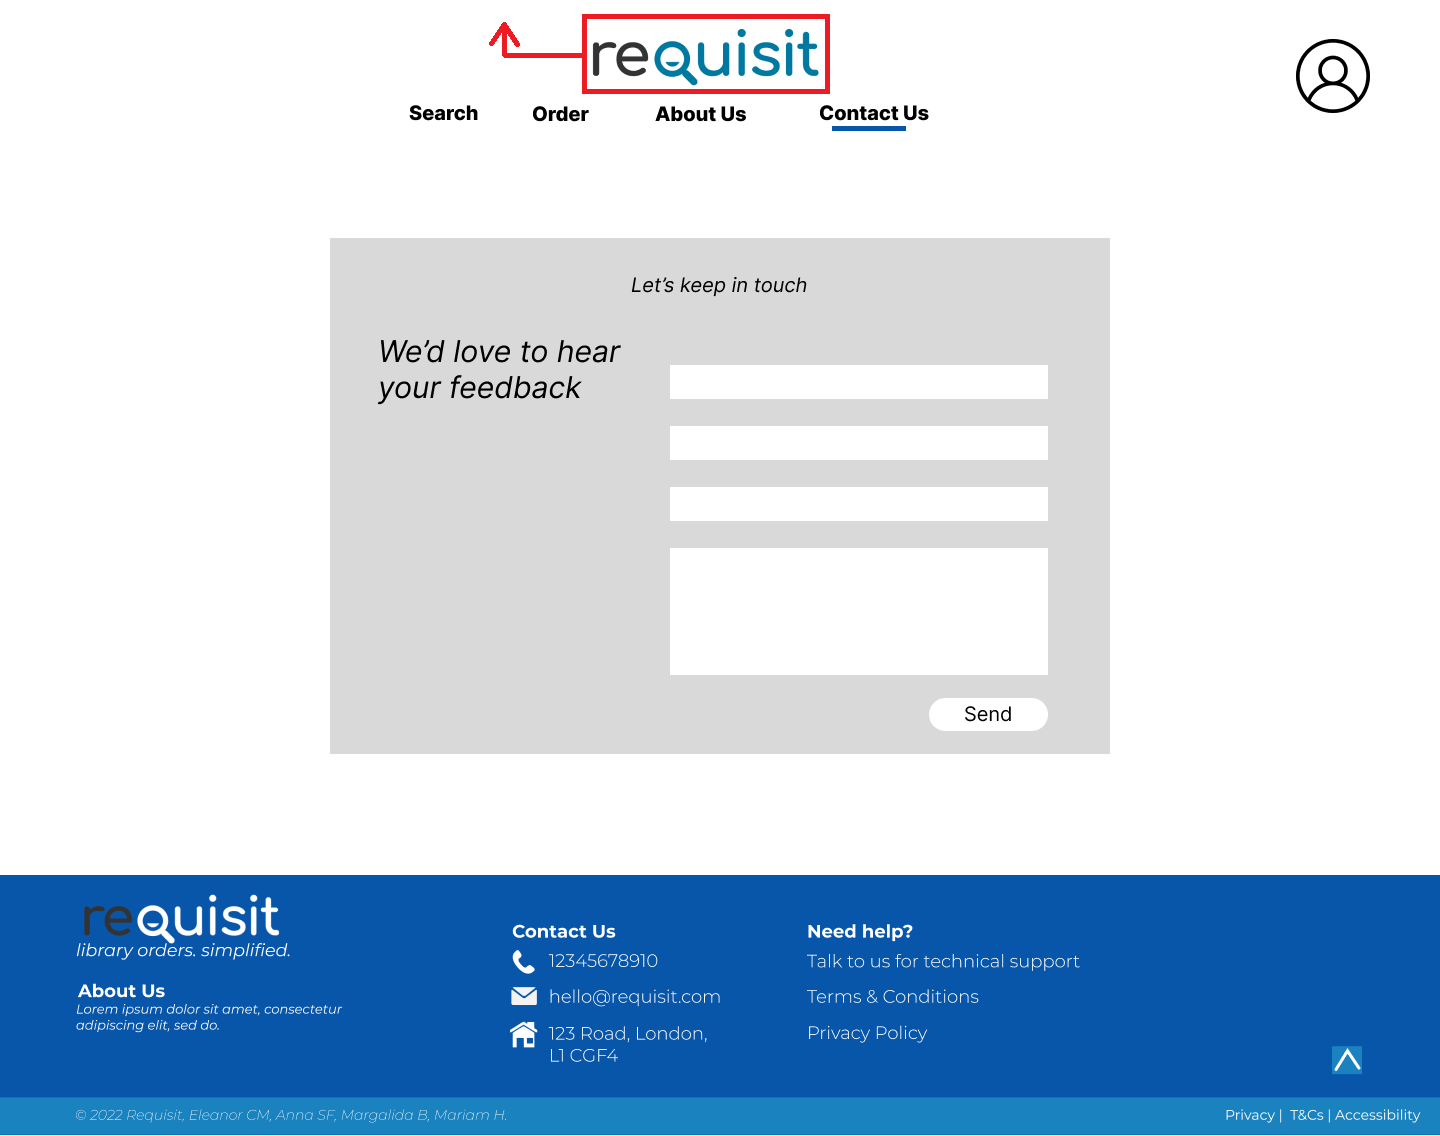 requisit
Search Order About Us Contact Us
Let’s keep in touch
We’d love to hear
your feedback
Send
requisit
library orders. simplified.
About Us
Lorem ipsum dolor sit amet, consectetur
adipiscing elit, sed do.
Contact Us
12345678910
hello@requisit.com
123 Road, London,
L1 CGF4
Need help?
Talk to us for technical support
Terms & Conditions
Privacy Policy
© 2022 Requisit, Eleanor CM, Anna SF, Margalida B, Mariam H.
Privacy | T&Cs | Accessibility